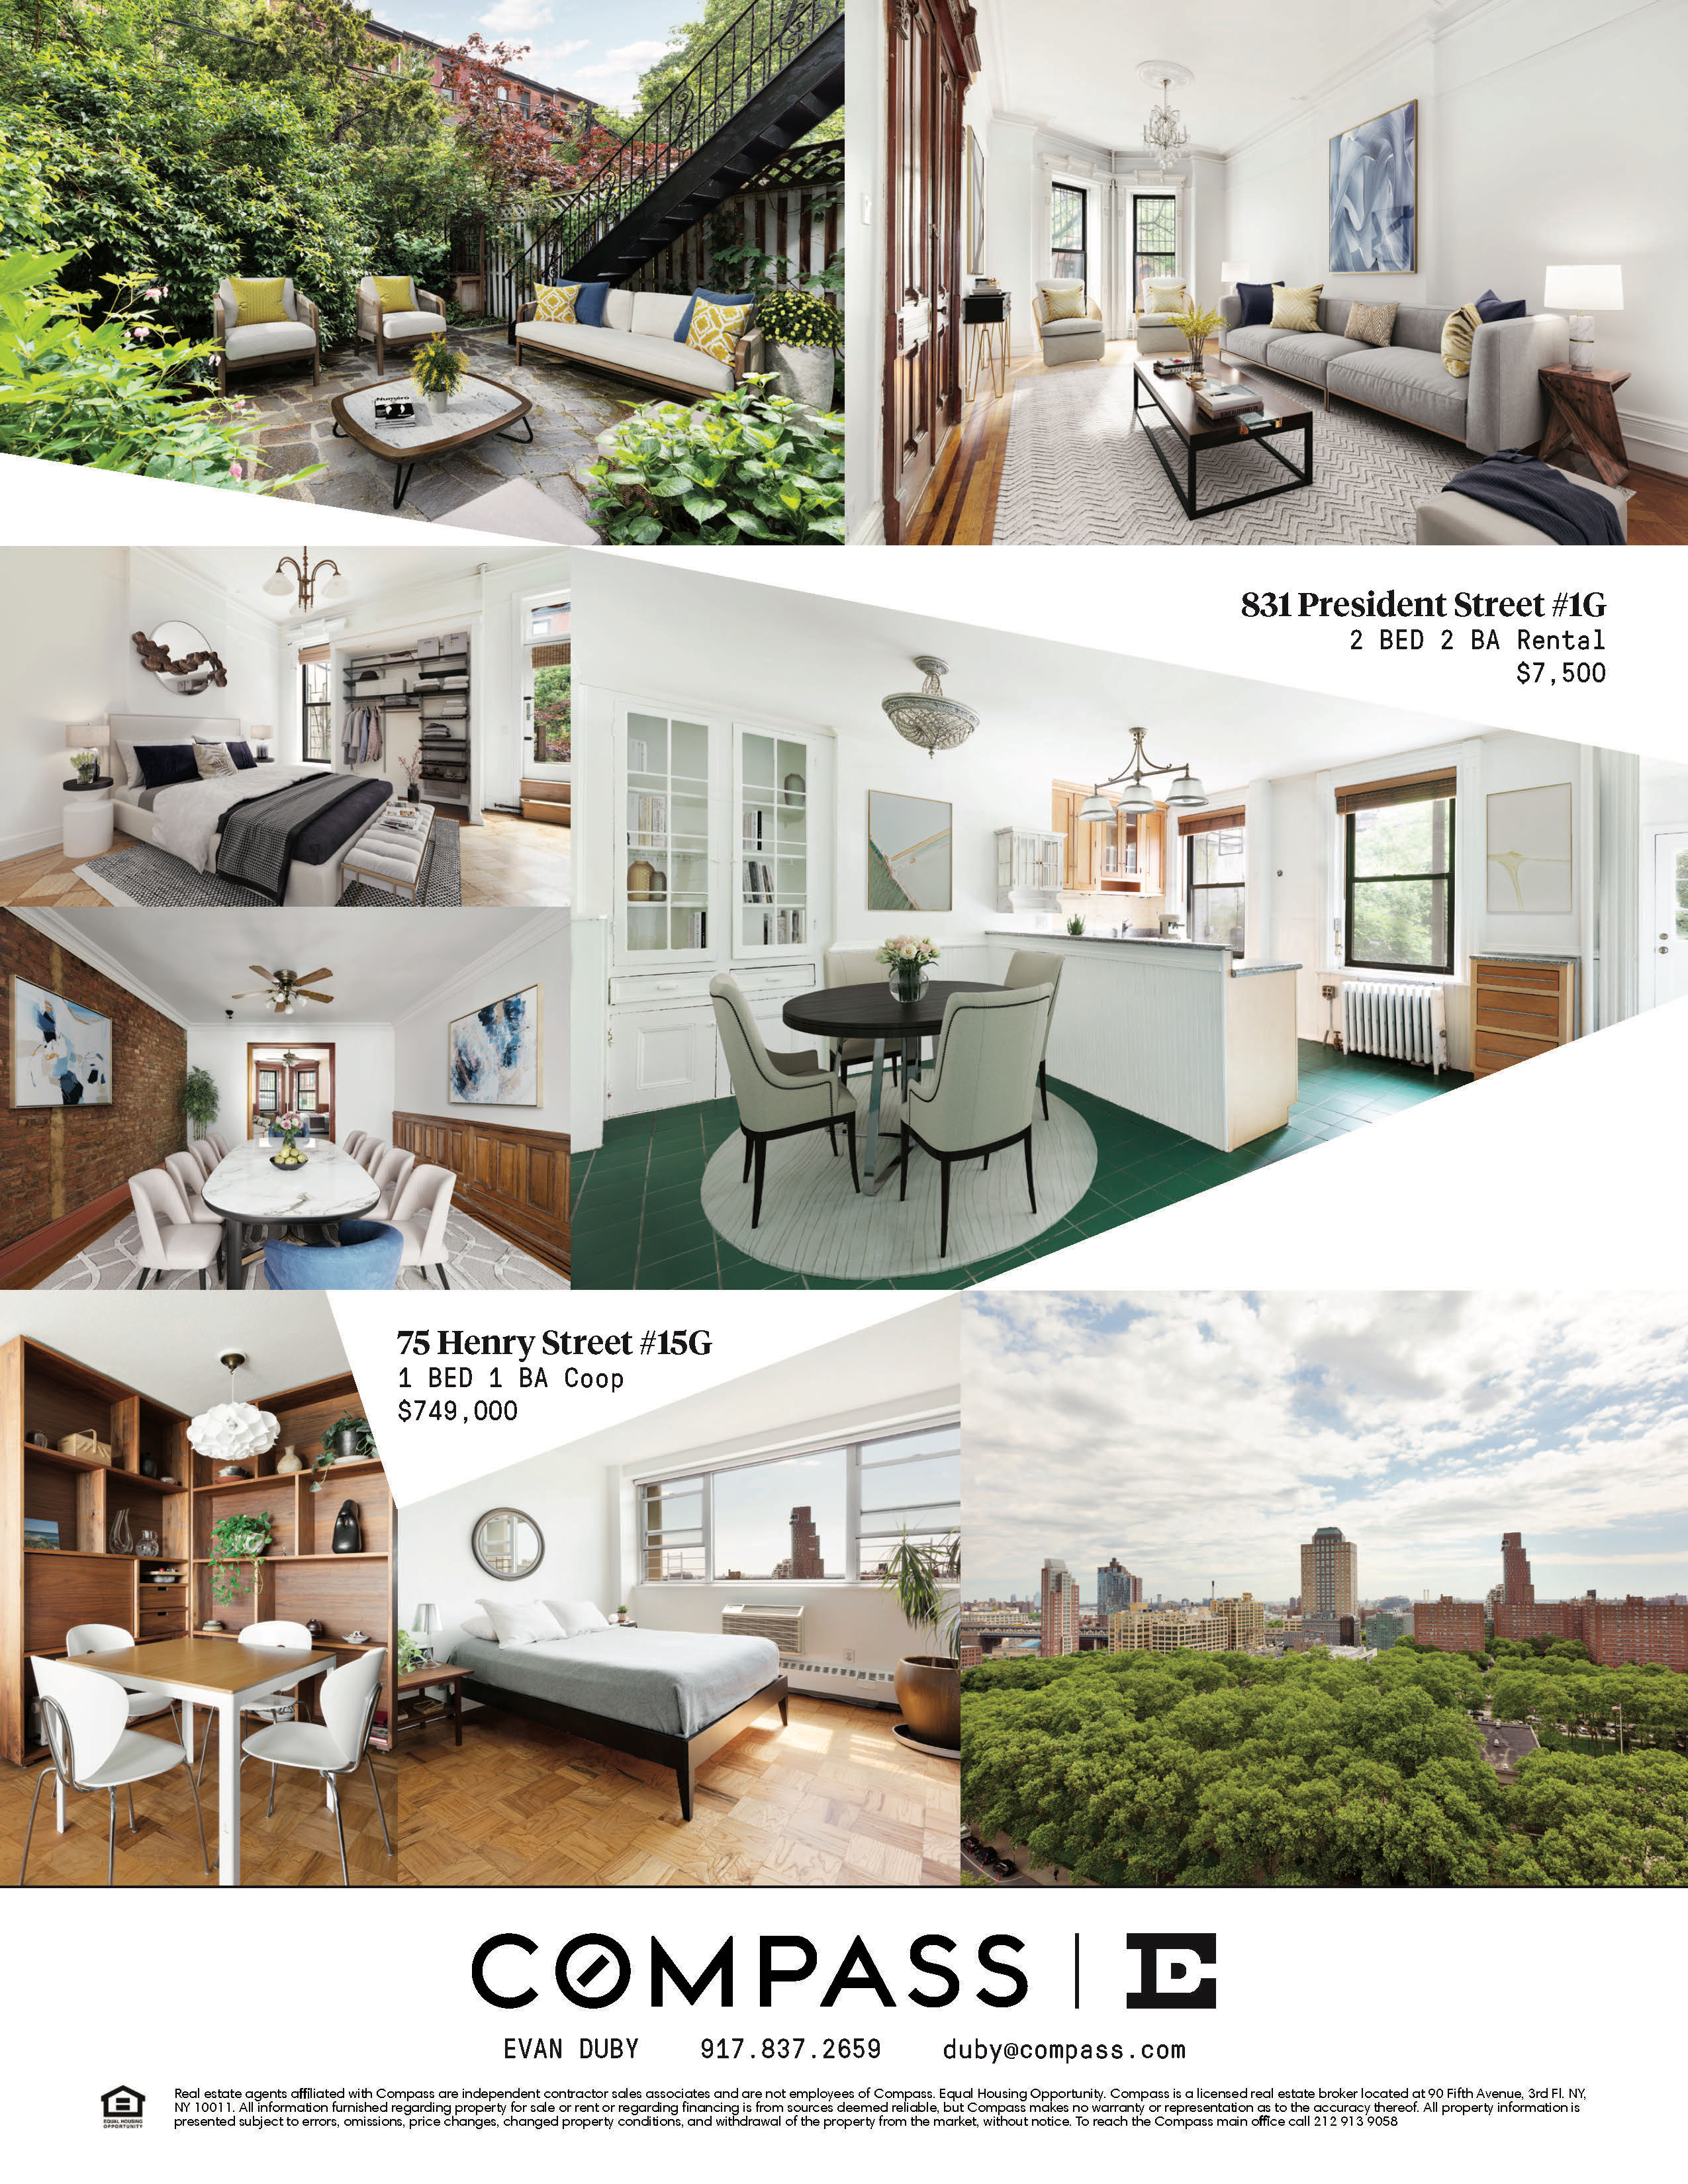 Numéro
831 President Street #1G
2 BED 2 BA Rental
$7,500
75 Henry Street #15G
1 BED 1 BA Coop
$749,000
COMPASS | E
EVAN DUBY 917.837.2659 duby@compass.com
EQUAL HOUSING
OPPORTUNITY
Real estate agents affiliated with Compass are independent contractor sales associates and are not employees of Compass. Equal Housing Opportunity. Compass is a licensed real estate broker located at 90 Fifth Avenue, 3rd Fl. NY,
NY 10011. All information furnished regarding property for sale or rent or regarding financing is from sources deemed reliable, but Compass makes no warranty or representation as to the accuracy thereof. All property information is
presented subject to errors, omissions, price changes, changed property conditions, and withdrawal of the property from the market, without notice. To reach the Compass main office call 212 913 9058